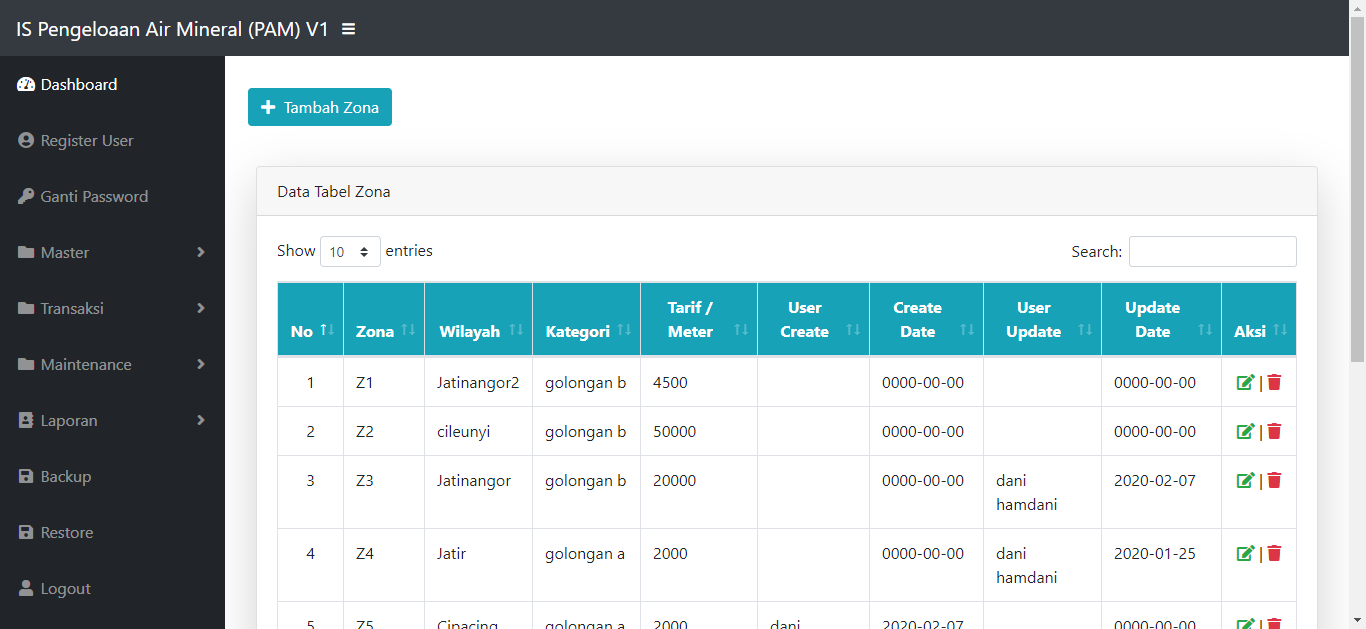 IS Pengeloaan Air Mineral (PAM) V1
Dashboard
Register User
Ganti Password
Master
Transaksi
Maintenance
Laporan
Backup
Restore
Logout
Tambah Zona
Data Tabel Zona
Show 10 entries
Search:
No Zona Wilayah Kategori Tarif / Meter User Create Create Date User Update Update Date Aksi
1 Z1 Jatinangor2 golongan b 4500 0000-00-00 0000-00-00 |
2 Z2 cileunyi golongan b 50000 0000-00-00 0000-00-00 |
3 Z3 Jatinangor golongan b 20000 0000-00-00 dani hamdani 2020-02-07 |
4 Z4 Jatir golongan a 2000 0000-00-00 dani hamdani 2020-01-25 |
5 Z5 Cipacing golongan a 2000 dani 2020-02-07 0000-00-00 |